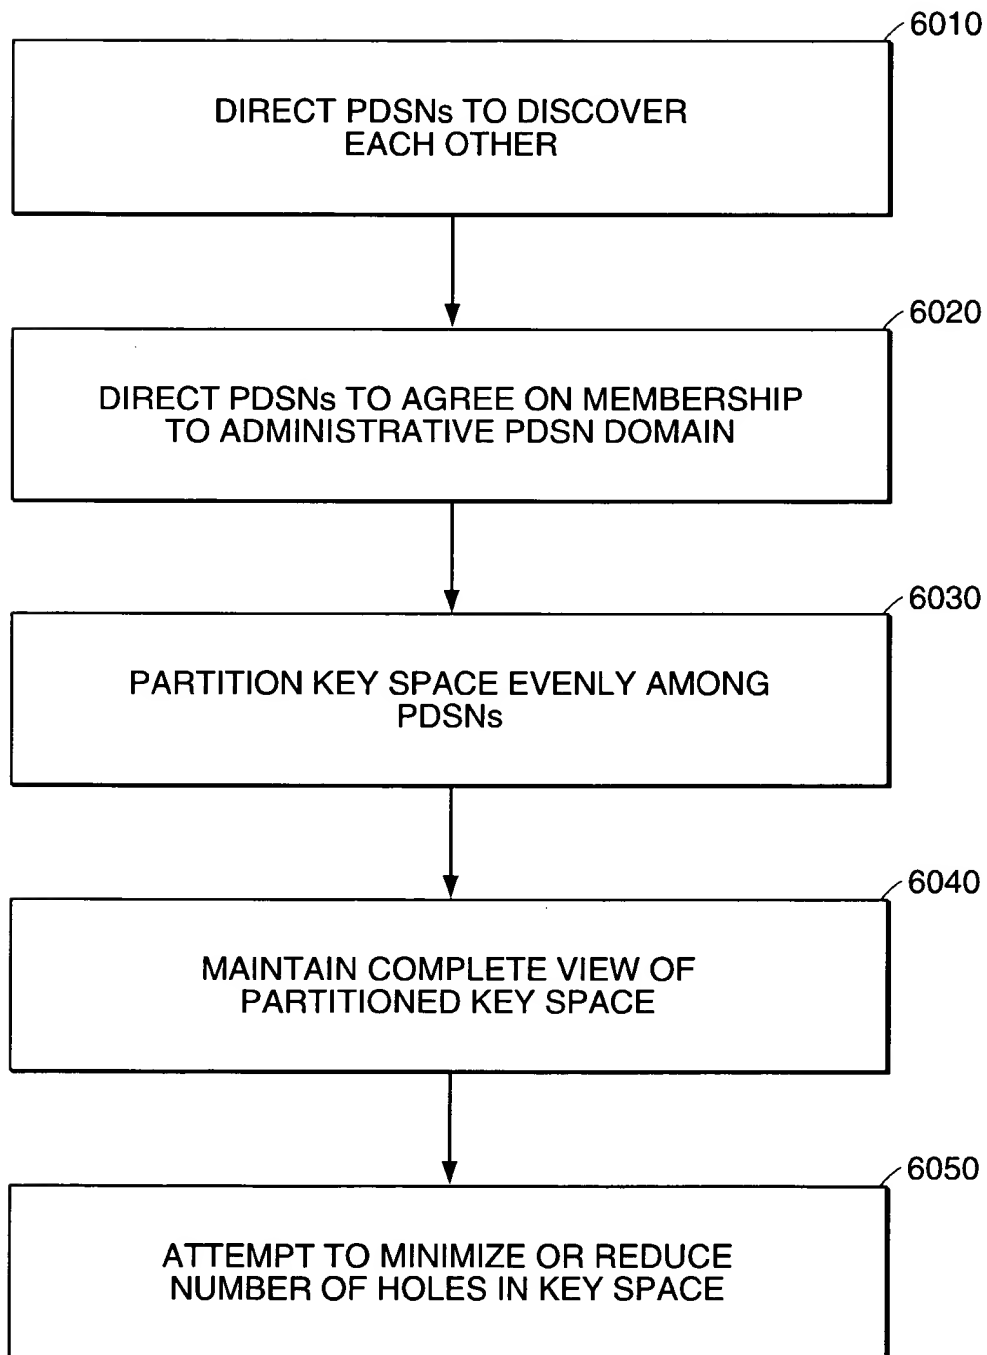 6010
DIRECT PDSNs TO DISCOVER
EACH OTHER
6020
DIRECT PDSNs TO AGREE ON MEMBERSHIP
TO ADMINISTRATIVE PDSN DOMAIN
6030
PARTITION KEY SPACE EVENLY AMONG
PDSNs
6040
MAINTAIN COMPLETE VIEW OF
PARTITIONED KEY SPACE
6050
ATTEMPT TO MINIMIZE OR REDUCE
NUMBER OF HOLES IN KEY SPACE